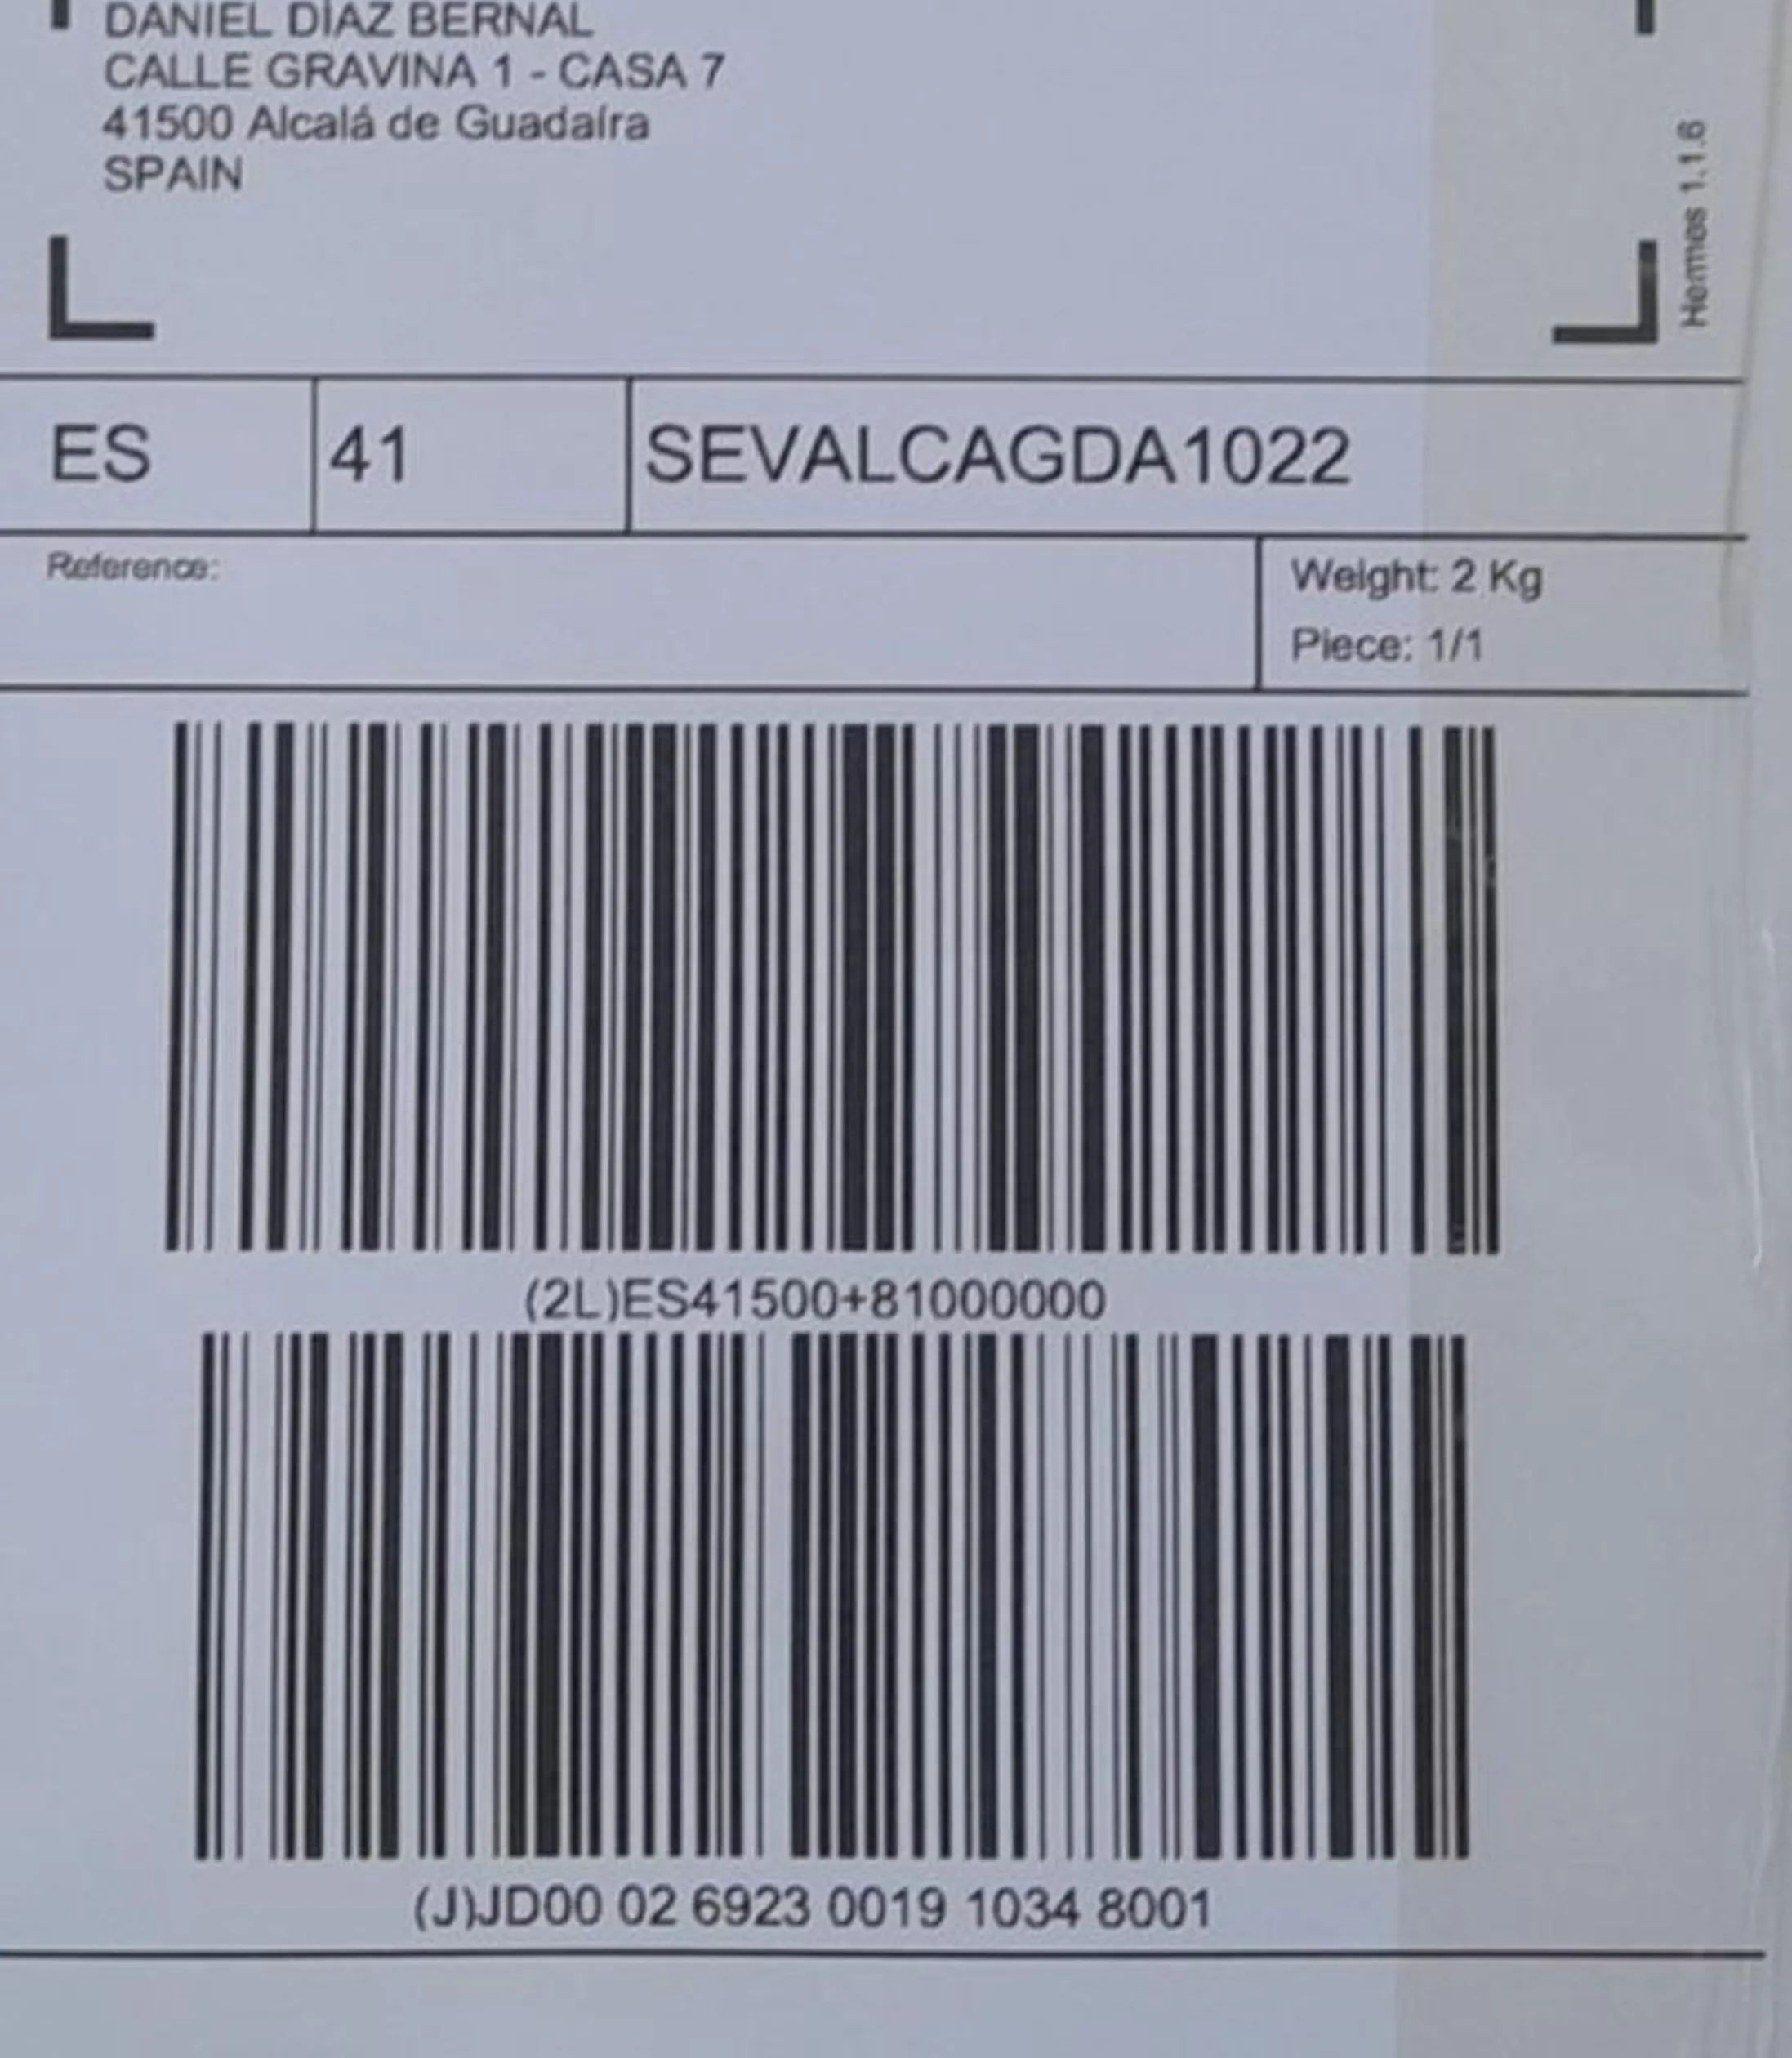 DANIEL DÍAZ BERNAL
CALLE GRAVINA 1 - CASA 7
41500 Alcalá de Guadaíra
SPAIN
Hermes 1.1.6
ES
41
SEVALCAGDA1022
Reference:
Weight: 2 Kg
Piece: 1/1
(2L)ES41500+81000000
(J)JD00 02 6923 0019 1034 8001